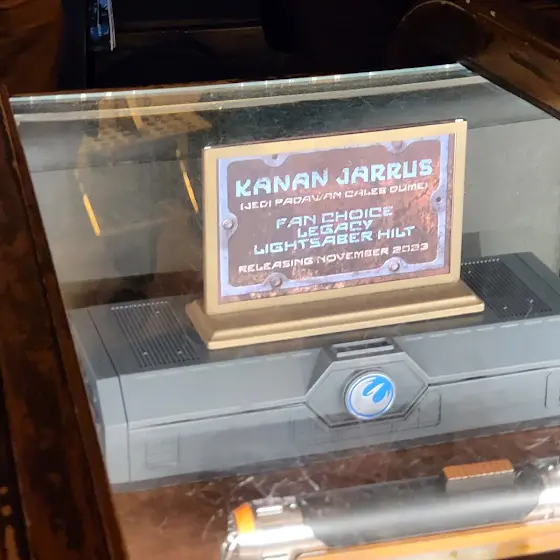 KANAN JARRUS
(JEDI PADAWAN CALEB DUME)
FAN CHOICE
LEGACY
LIGHTSABER HILT
RELEASING NOVEMBER 2023